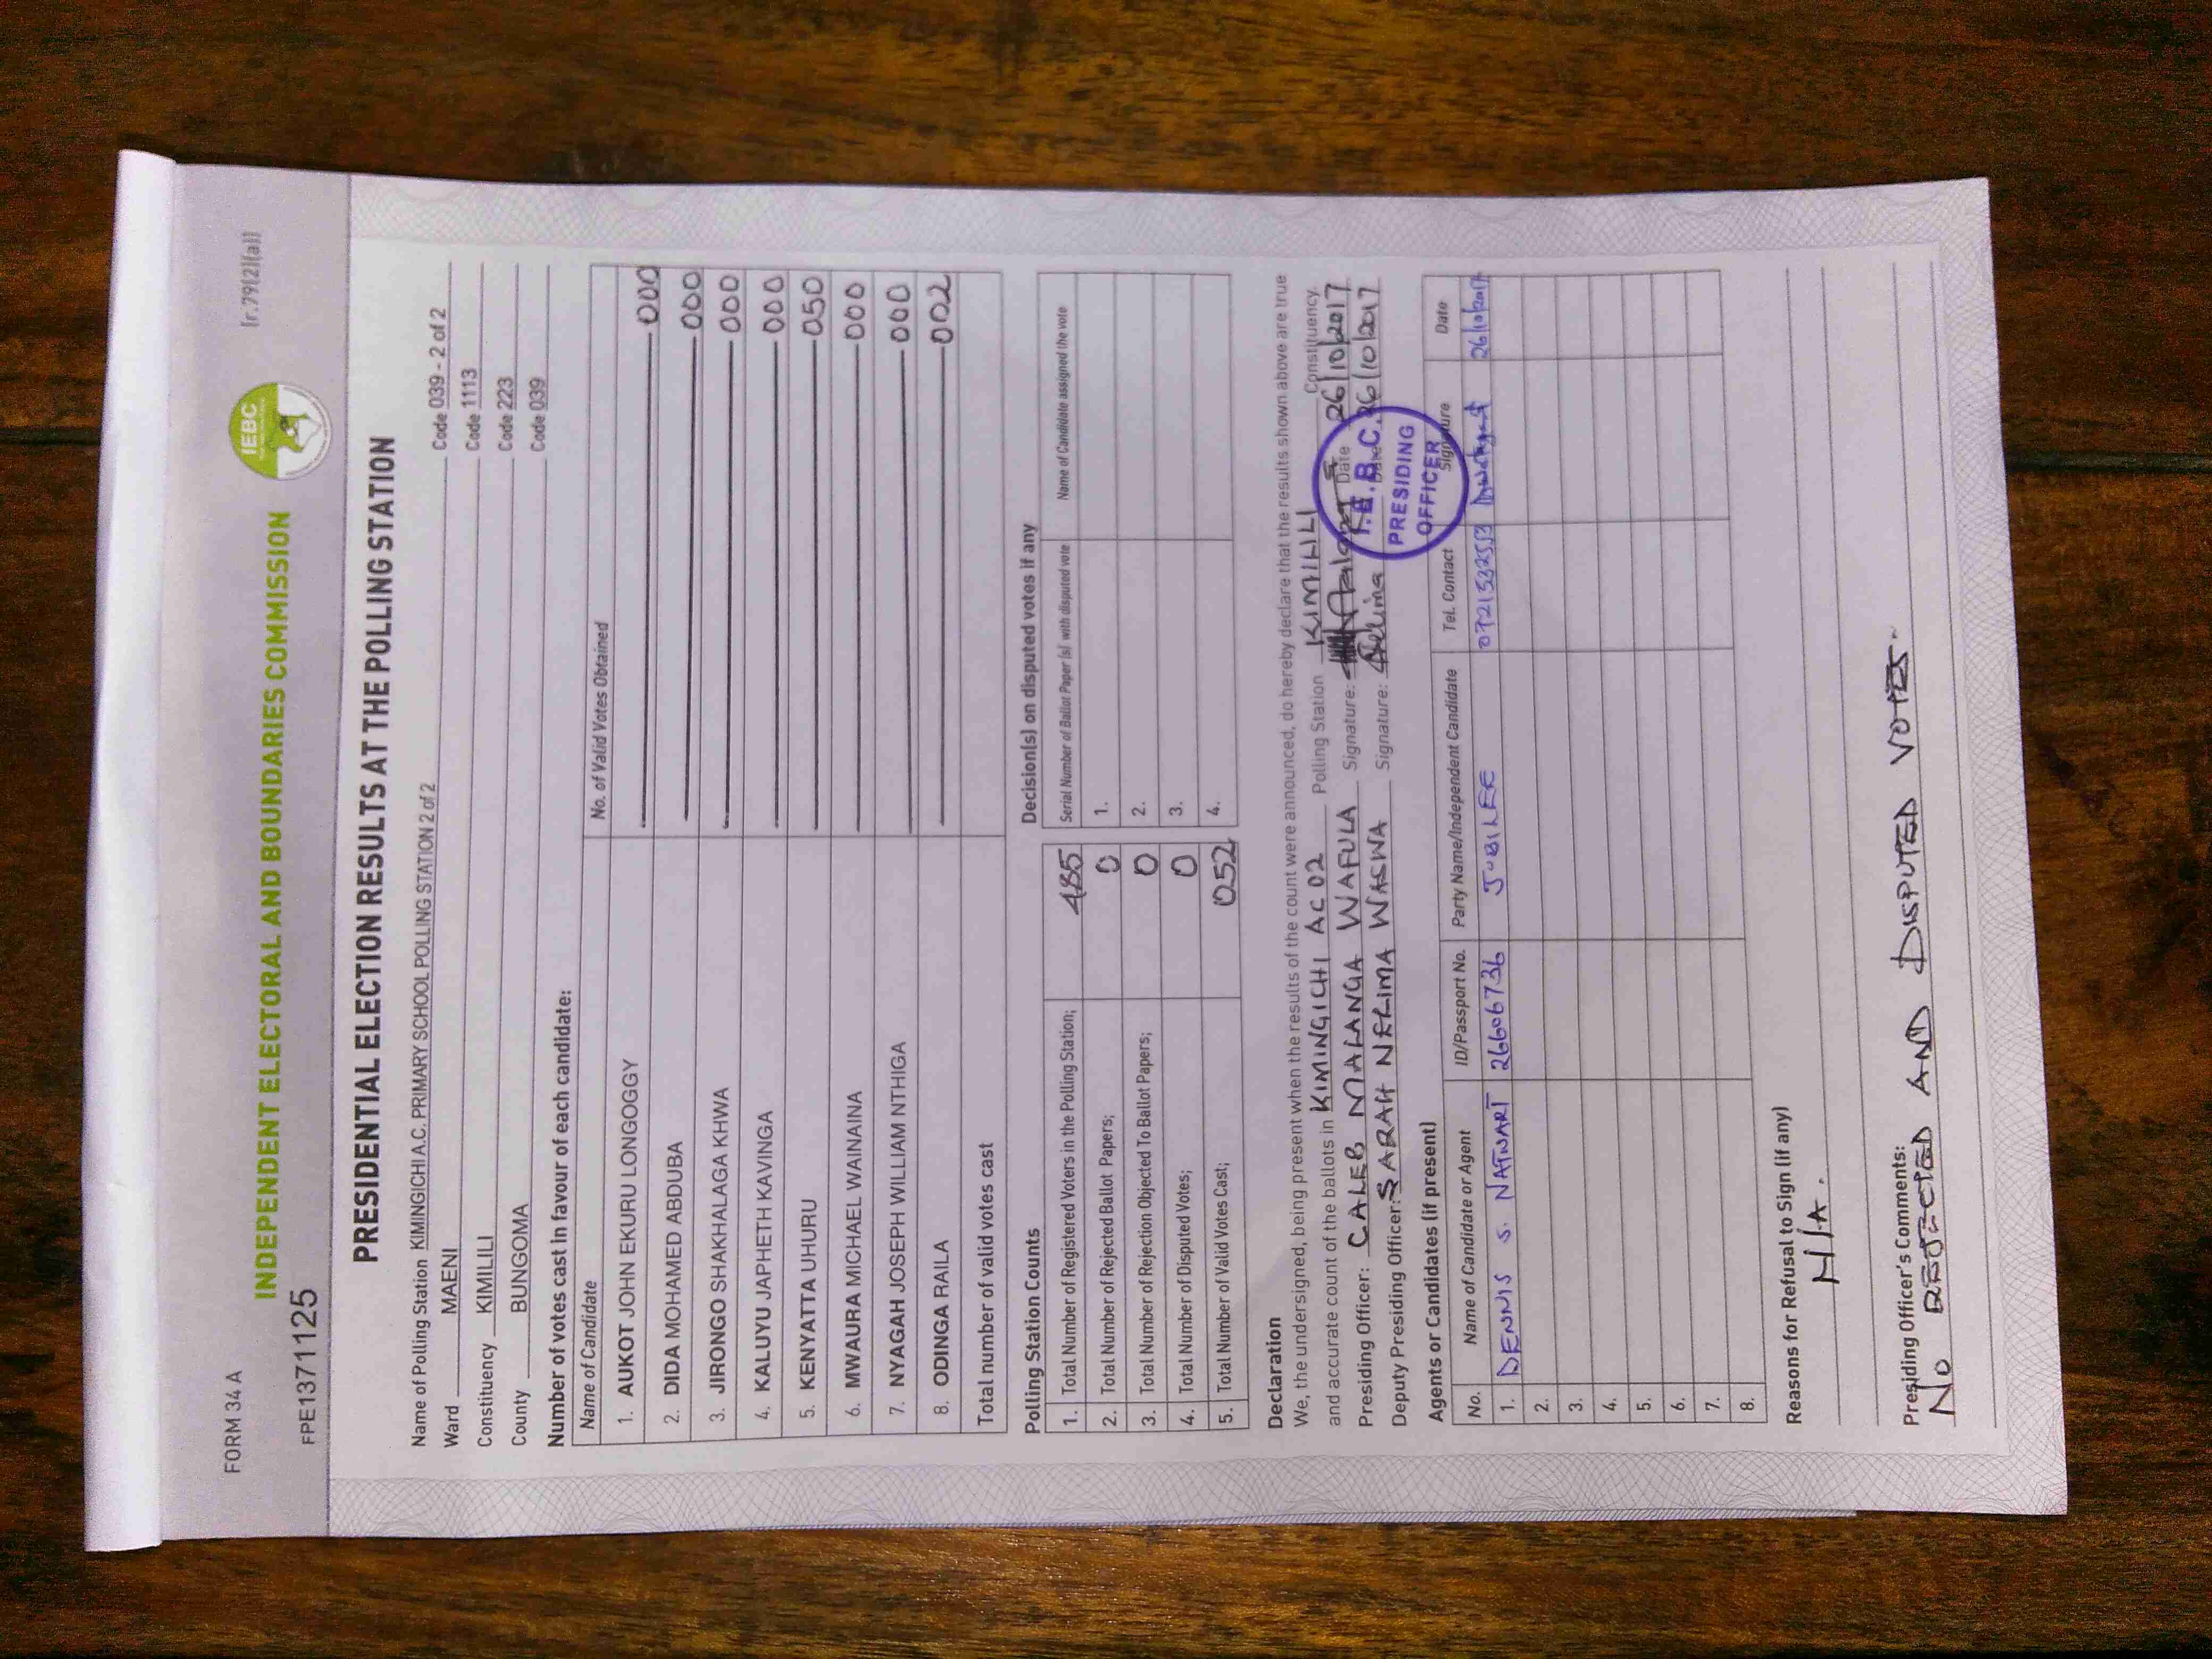 FORM 34 A
INDEPENDENT ELECTORAL AND BOUNDARIES COMMISSION
IEBC
(r.79(2)(a))
FPE1371125
PRESIDENTIAL ELECTION RESULTS AT THE POLLING STATION
Name of Polling Station KIMINGICHI A.C. PRIMARY SCHOOL POLLING STATION 2 of 2 Code 039 - 2 of 2
Ward MAENI Code 1113
Constituency KIMILILI Code 223
County BUNGOMA Code 039
Number of votes cast in favour of each candidate:
Name of Candidate No. of Valid Votes Obtained
1. AUKOT JOHN EKURU LONGOGGY 000
2. DIDA MOHAMED ABDUBA 000
3. JIRONGO SHAKHALAGA KHWA 000
4. KALUYU JAPHETH KAVINGA 000
5. KENYATTA UHURU 050
6. MWAURA MICHAEL WAINAINA 000
7. NYAGAH JOSEPH WILLIAM NTHIGA 000
8. ODINGA RAILA 002
Total number of valid votes cast
Polling Station Counts
1. Total Number of Registered Voters in the Polling Station; 485
2. Total Number of Rejected Ballot Papers; 0
3. Total Number of Rejection Objected To Ballot Papers; 0
4. Total Number of Disputed Votes; 0
5. Total Number of Valid Votes Cast; 052
Decision(s) on disputed votes if any
Serial Number of Ballot Paper (s) with disputed vote Name of Candidate assigned the vote
1.
2.
3.
4.
Declaration
We, the undersigned, being present when the results of the count were announced, do hereby declare that the results shown above are true
and accurate count of the ballots in KIMINGICHI AC 02 Polling Station KIMILILI Constituency.
Presiding Officer: CALEB MALANGA WAFULA Signature: Date 26/10/2017
Deputy Presiding Officer: SARAH NELIMA WASWA Signature: Nelima Date 26/10/2017
I.E.B.C.
PRESIDING
OFFICER
Agents or Candidates (if present)
No. Name of Candidate or Agent ID/Passport No. Party Name/Independent Candidate Tel. Contact Signature Date
1. DENNIS S. 26606736 JUBILEE 26/10/2017
2.
3.
4.
5.
6.
7.
8.
Reasons for Refusal to Sign (if any)
N/A.
Presiding Officer's Comments:
NO REJECTED AND DISPUTED VOTES.